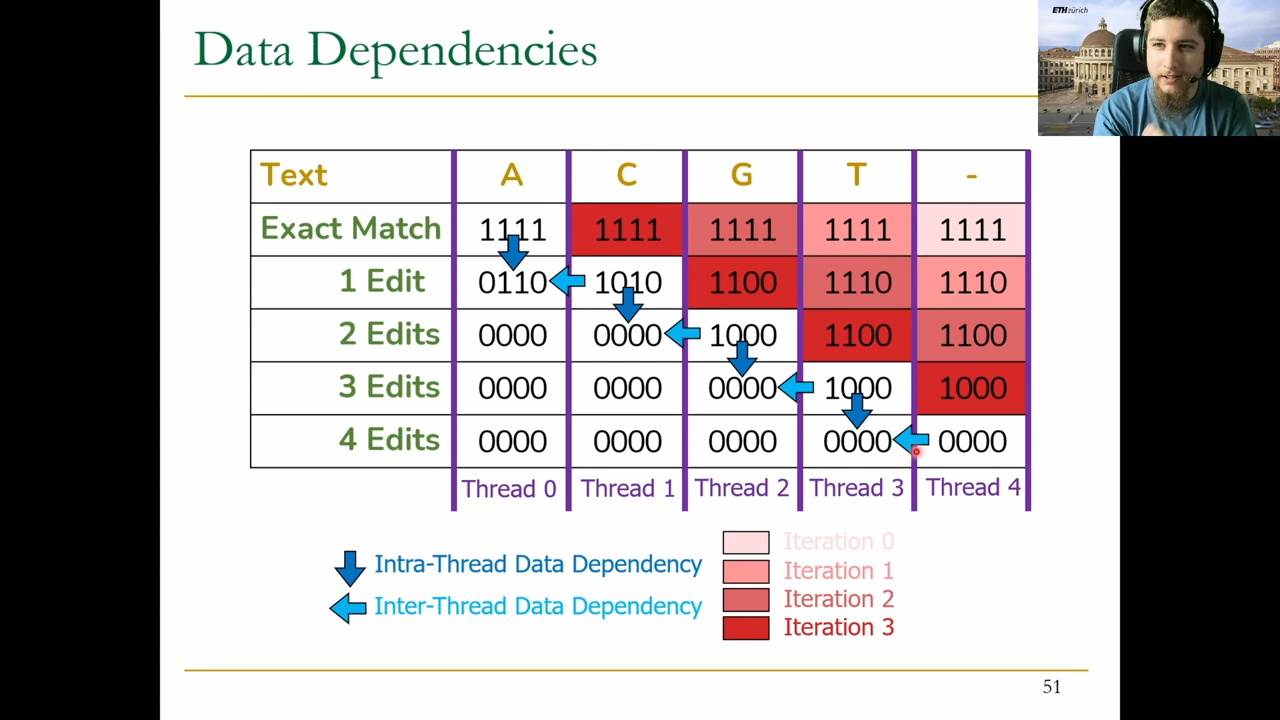 Data Dependencies
ETH zürich
Text A C G T -
Exact Match 1111 1111 1111 1111 1111
1 Edit 0110 1010 1100 1110 1110
2 Edits 0000 0000 1000 1100 1100
3 Edits 0000 0000 0000 1000 1000
4 Edits 0000 0000 0000 0000 0000
Thread 0 Thread 1 Thread 2 Thread 3 Thread 4
Intra-Thread Data Dependency
Inter-Thread Data Dependency
Iteration 0
Iteration 1
Iteration 2
Iteration 3
51